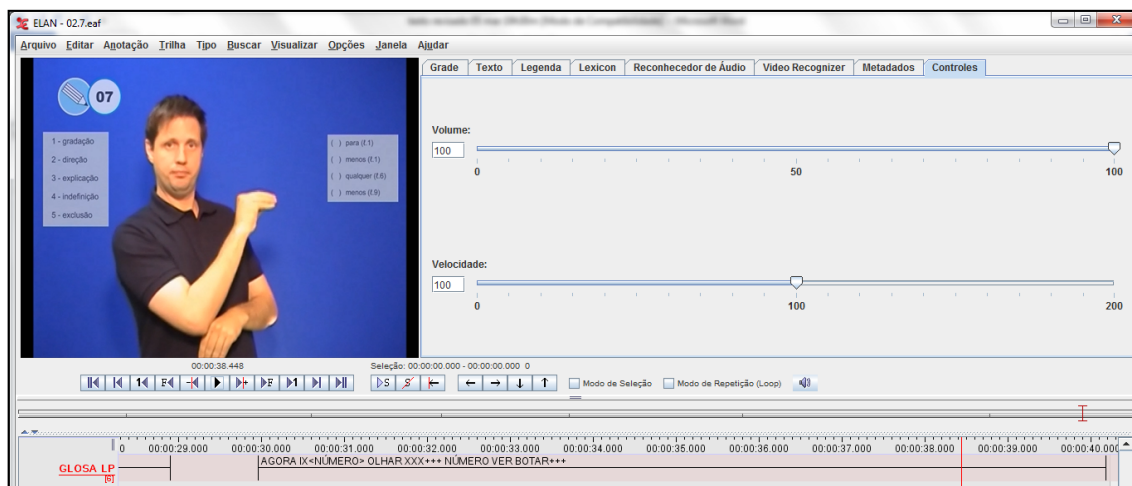 ELAN - 02.7.eaf
Arquivo Editar Anotação Trilha Tipo Buscar Visualizar Opções Janela Ajudar
Grade Texto Legenda Lexicon Reconhecedor de Áudio Video Recognizer Metadados Controles
07
1 - gradação
2 - direção
3 - explicação
4 - indefinição
5 - exclusão
( ) para (ℓ.1)
( ) menos (ℓ.1)
( ) qualquer (ℓ.6)
( ) menos (ℓ.9)
Volume:
100
0 50 100
Velocidade:
100
0 100 200
00:00:38.448
Seleção: 00:00:00.000 - 00:00:00.000 0
1 F F 1 S S
Modo de Seleção Modo de Repetição (Loop)
0 00:00:29.000 00:00:30.000 00:00:31.000 00:00:32.000 00:00:33.000 00:00:34.000 00:00:35.000 00:00:36.000 00:00:37.000 00:00:38.000 00:00:39.000 00:00:40.000
AGORA IX<NÚMERO> OLHAR XXX+++ NÚMERO VER BOTAR+++
GLOSA LP
[6]